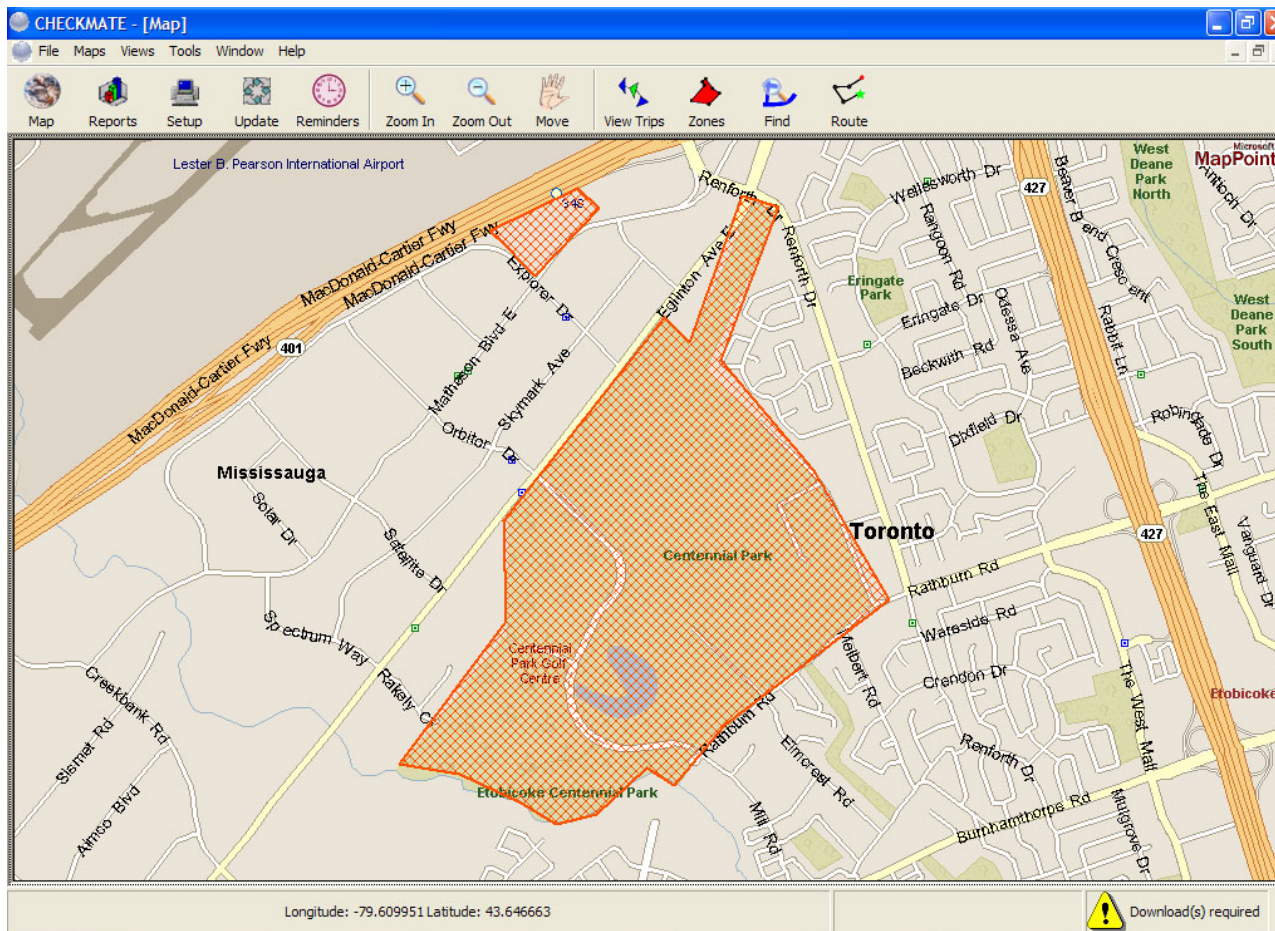 CHECKMATE - [Map]
File Maps Views Tools Window Help
Map Reports Setup Update Reminders Zoom In Zoom Out Move View Trips Zones Find Route
Lester B. Pearson International Airport
Microsoft
MapPoint
West
Deane
Park
North
Renforth Dr
Wellesworth Dr
427
Beaver Bend Crescent
348
MacDonald-Cartier Fwy
MacDonald-Cartier Fwy
Explorer Dr
Eglinton Ave E
Renforth Dr
Rangoon Rd
Eringate
Park
Eringate Dr
Odessa Ave
Rabbit Ln
West
Deane
Park
South
401
MacDonald-Cartier Fwy
Matheson Blvd E
Skymark Ave
Beckwith Rd
Orbitor Dr
Dixfield Dr
Robingade Dr
Mississauga
Solar Dr
Satellite Dr
The East Mall
Vanguard Dr
Toronto
427
Centennial Park
Rathburn Rd
Spectrum Way
Wareside Rd
Centennial
Park Golf
Centre
Melbert Rd
Crendon Dr
The West Mall
Etobicoke
Creekbank Rd
Rakely C
Sismet Rd
Rathburn Rd
Elmcrest Rd
Renforth Dr
Etobicoke Centennial Park
Aimco Blvd
Mill Rd
Burnhamthorpe Rd
Mulgrove Dr
Longitude: -79.609951 Latitude: 43.646663
Download(s) required